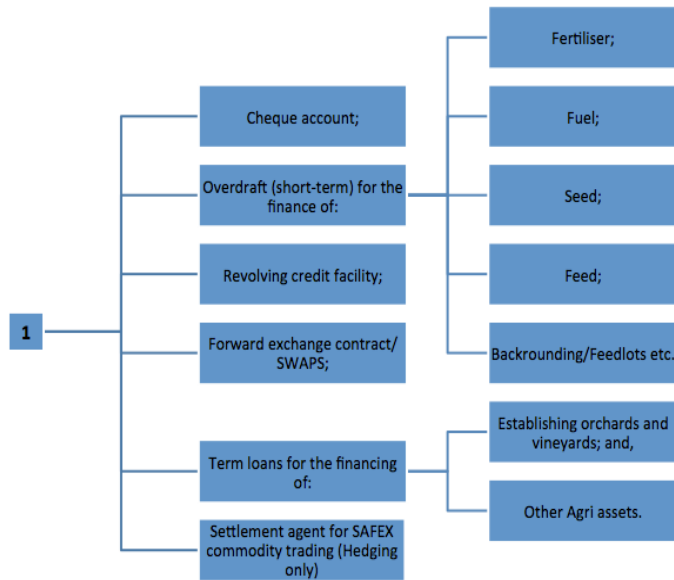 1
Cheque account;
Overdraft (short-term) for the
finance of:
Fertiliser;
Fuel;
Seed;
Feed;
Backrounding/Feedlots etc.
Revolving credit facility;
Forward exchange contract/
SWAPS;
Term loans for the financing
of:
Establishing orchards and
vineyards; and,
Other Agri assets.
Settlement agent for SAFEX
commodity trading (Hedging
only)